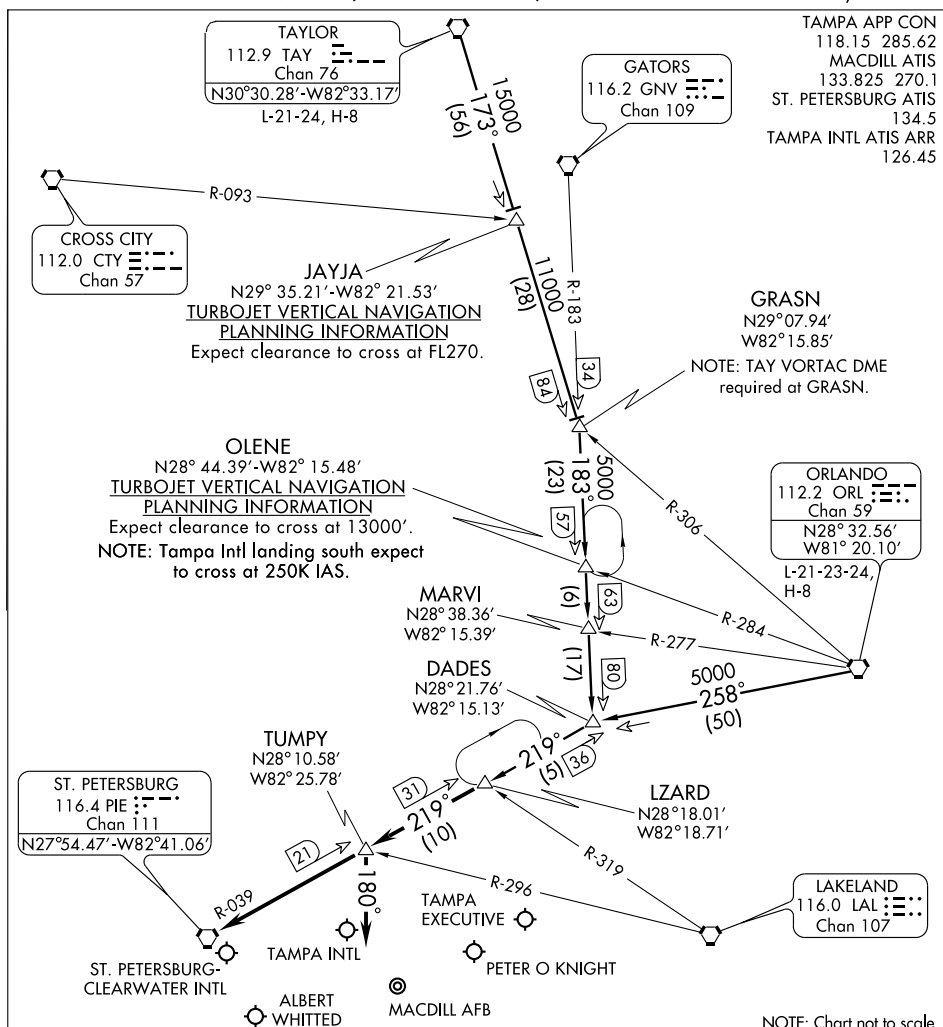 TAMPA APP CON
118.15 285.62
MACDILL ATIS
133.825 270.1
ST. PETERSBURG ATIS
134.5
TAMPA INTL ATIS ARR
126.45
TAYLOR
112.9 TAY
Chan 76
N30°30.28′-W82°33.17′
L-21-24, H-8
GATORS
116.2 GNV
Chan 109
15000
173°
(56)
R-093
CROSS CITY
112.0 CTY
Chan 57
JAYJA
N29° 35.21′-W82° 21.53′
TURBOJET VERTICAL NAVIGATION
PLANNING INFORMATION
Expect clearance to cross at FL270.
11000
(28)
R-183
GRASN
N29°07.94′
W82°15.85′
NOTE: TAY VORTAC DME
required at GRASN.
84
34
OLENE
N28° 44.39′-W82° 15.48′
TURBOJET VERTICAL NAVIGATION
PLANNING INFORMATION
Expect clearance to cross at 13000′.
NOTE: Tampa Intl landing south expect
to cross at 250K IAS.
5000
183°
(23)
57
R-306
ORLANDO
112.2 ORL
Chan 59
N28° 32.56′
W81° 20.10′
L-21-23-24,
H-8
MARVI
N28°38.36′
W82°15.39′
(6)
63
R-284
R-277
DADES
N28°21.76′
W82°15.13′
(17)
80
5000
258°
(50)
TUMPY
N28°10.58′
W82°25.78′
219°
(5)
36
31
LZARD
N28°18.01′
W82°18.71′
ST. PETERSBURG
116.4 PIE
Chan 111
N27°54.47′-W82°41.06′
219°
(10)
21
R-319
R-296
R-039
180°
LAKELAND
116.0 LAL
Chan 107
TAMPA
EXECUTIVE
TAMPA INTL
PETER O KNIGHT
ST. PETERSBURG-
CLEARWATER INTL
ALBERT
WHITTED
MACDILL AFB
NOTE: Chart not to scale